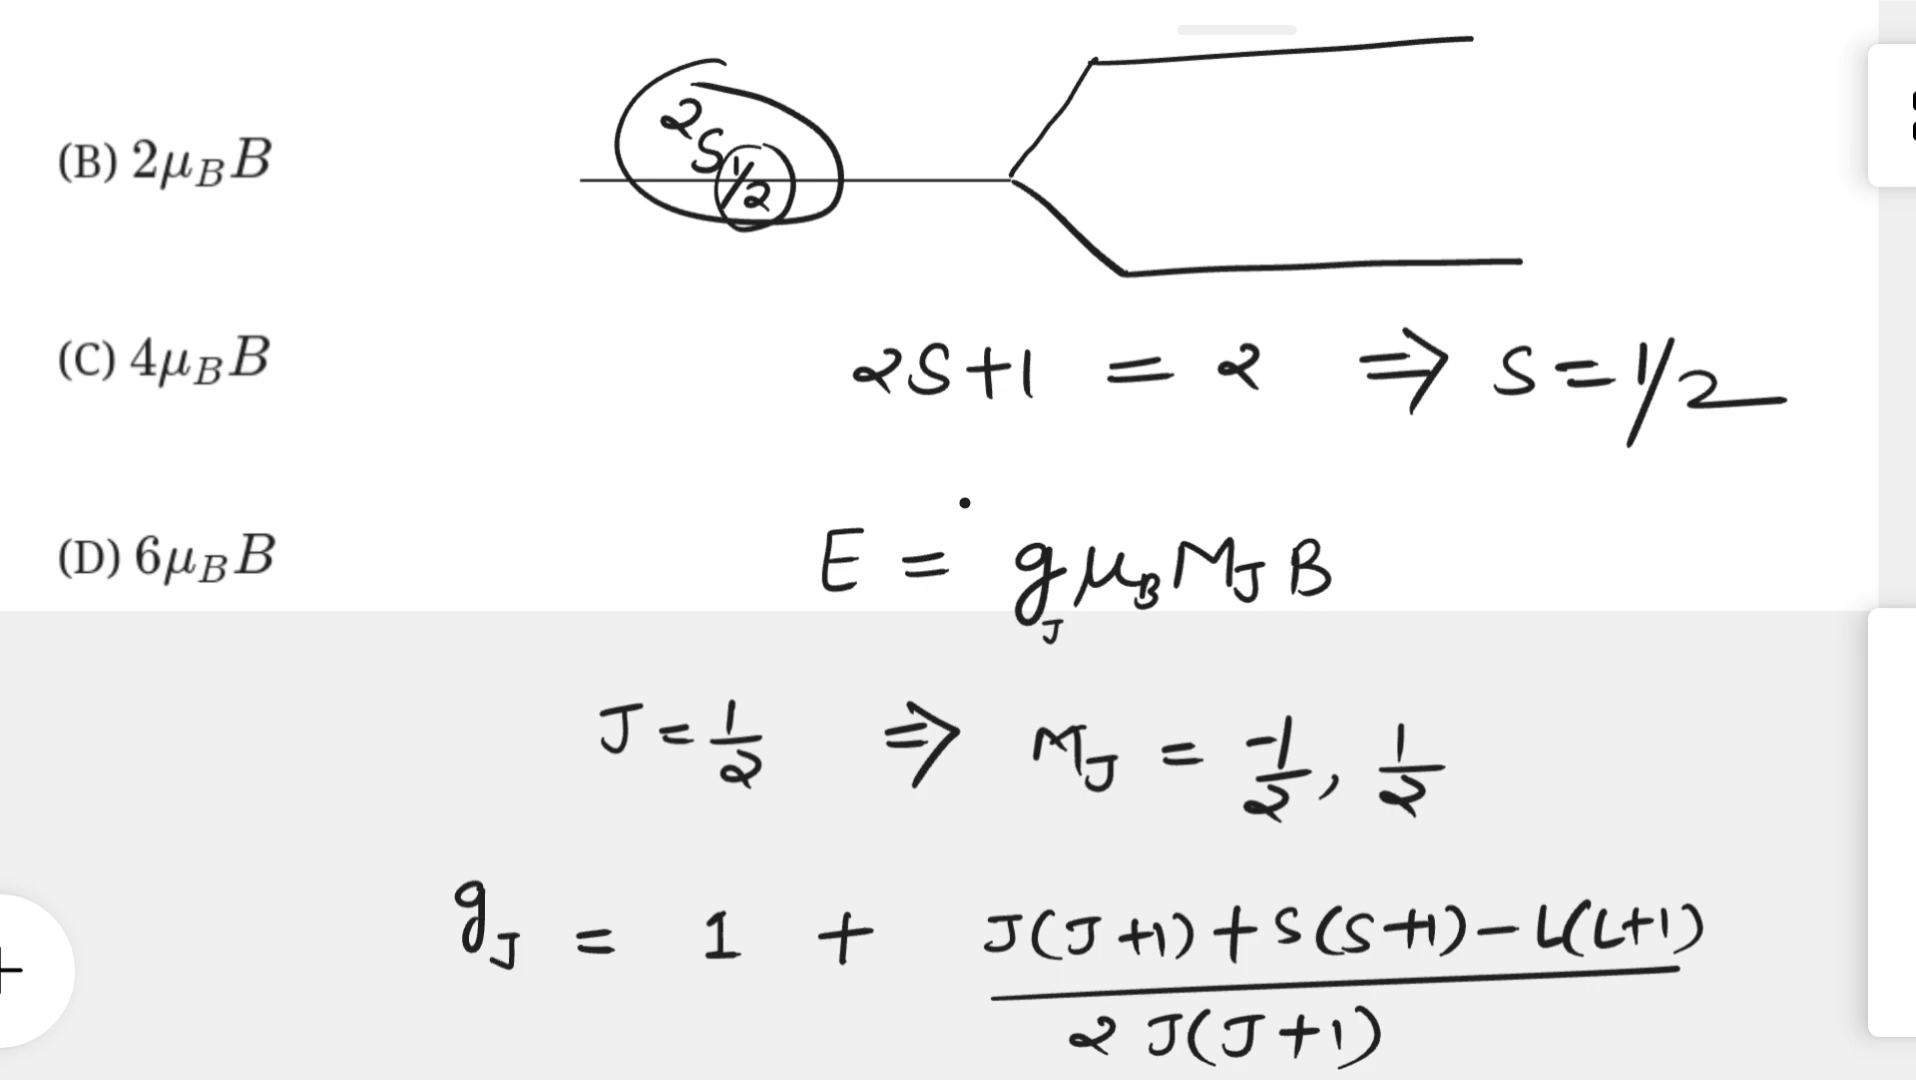 (B) 2μ_B B
²S_{1/2}
(C) 4μ_B B
2S+1 = 2 ⇒ S = 1/2
(D) 6μ_B B
E = g_J μ_B M_J B
J = 1/2 ⇒ M_J = -1/2, 1/2
g_J = 1 + J(J+1)+S(S+1)-L(L+1) / 2J(J+1)